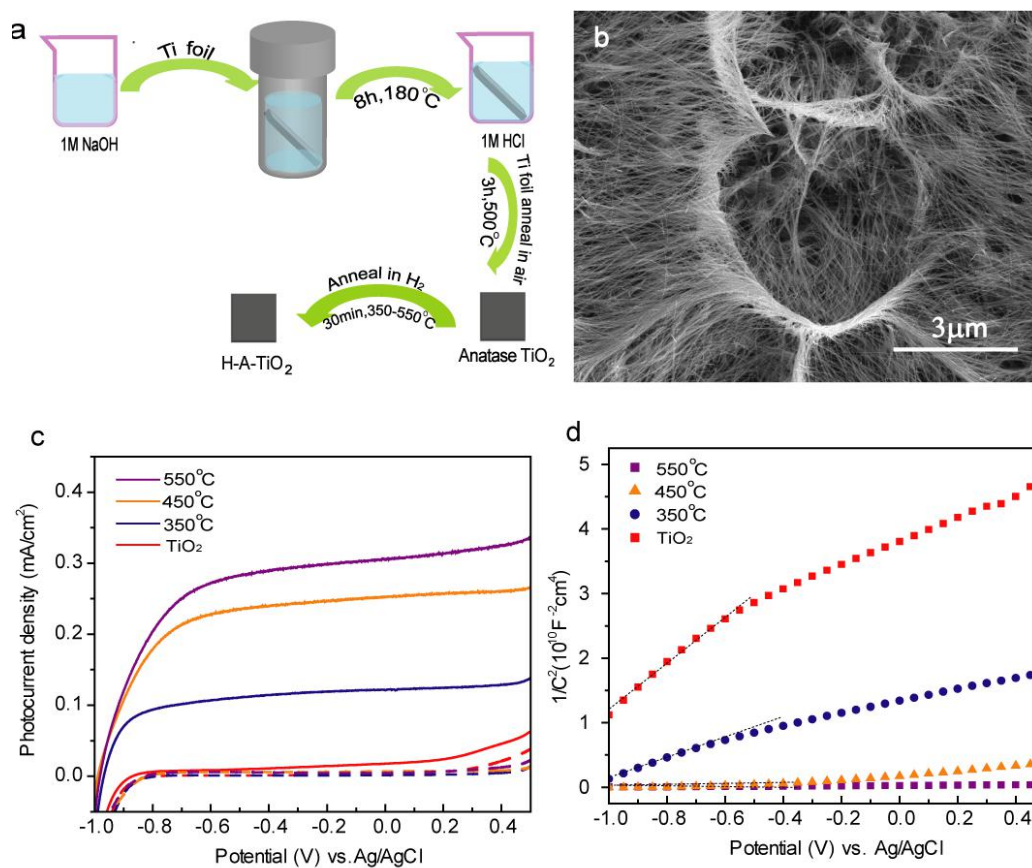 a
Ti foil
1M NaOH
8h,180°C
1M HCl
Ti foil anneal in air
3h,500°C
Anatase TiO₂
Anneal in H₂
30min,350-550°C
H-A-TiO₂
b
3μm
c
Photocurrent density (mA/cm²)
0.4
0.3
0.2
0.1
0.0
550°C
450°C
350°C
TiO₂
-1.0 -0.8 -0.6 -0.4 -0.2 0.0 0.2 0.4
Potential (V) vs. Ag/AgCl
d
1/C²(10¹⁰F⁻²cm⁴)
5
4
3
2
1
0
550°C
450°C
350°C
TiO₂
-1.0 -0.8 -0.6 -0.4 -0.2 0.0 0.2 0.4
Potential (V) vs. Ag/AgCl